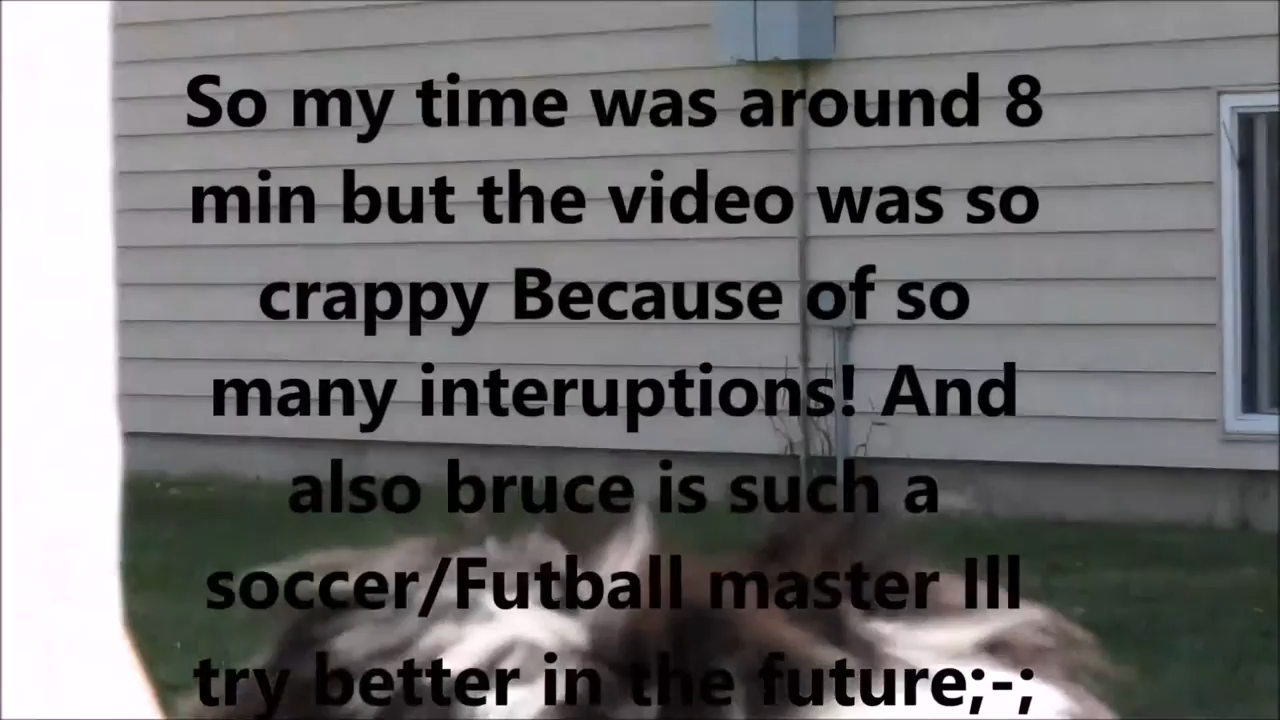 So my time was around 8
min but the video was so
crappy Because of so
many interuptions! And
also bruce is such a
soccer/Futball master Ill
try better in the future;-;